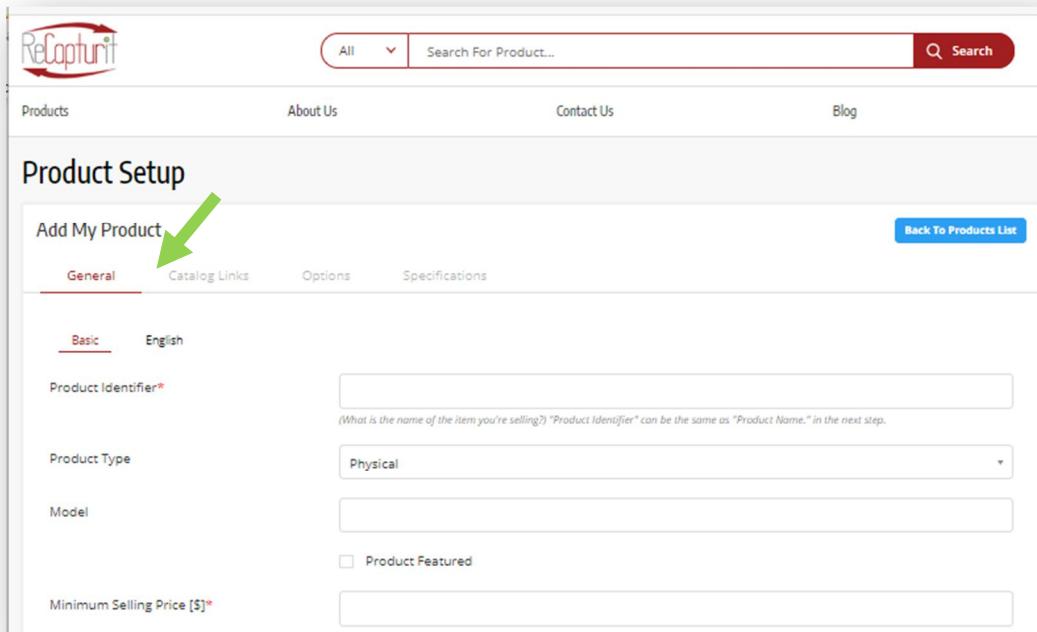 ReCapturit
All Search For Product... Search
Products About Us Contact Us Blog
Product Setup
Add My Product Back To Products List
General Catalog Links Options Specifications
Basic English
Product Identifier*
(What is the name of the item you're selling?) "Product Identifier" can be the same as "Product Name." in the next step.
Product Type Physical
Model
Product Featured
Minimum Selling Price [$]*